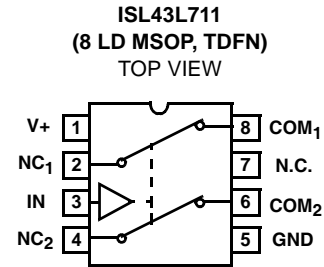 ISL43L711
(8 LD MSOP, TDFN)
TOP VIEW
V+ 1 8 COM1
NC1 2 7 N.C.
IN 3 6 COM2
NC2 4 5 GND